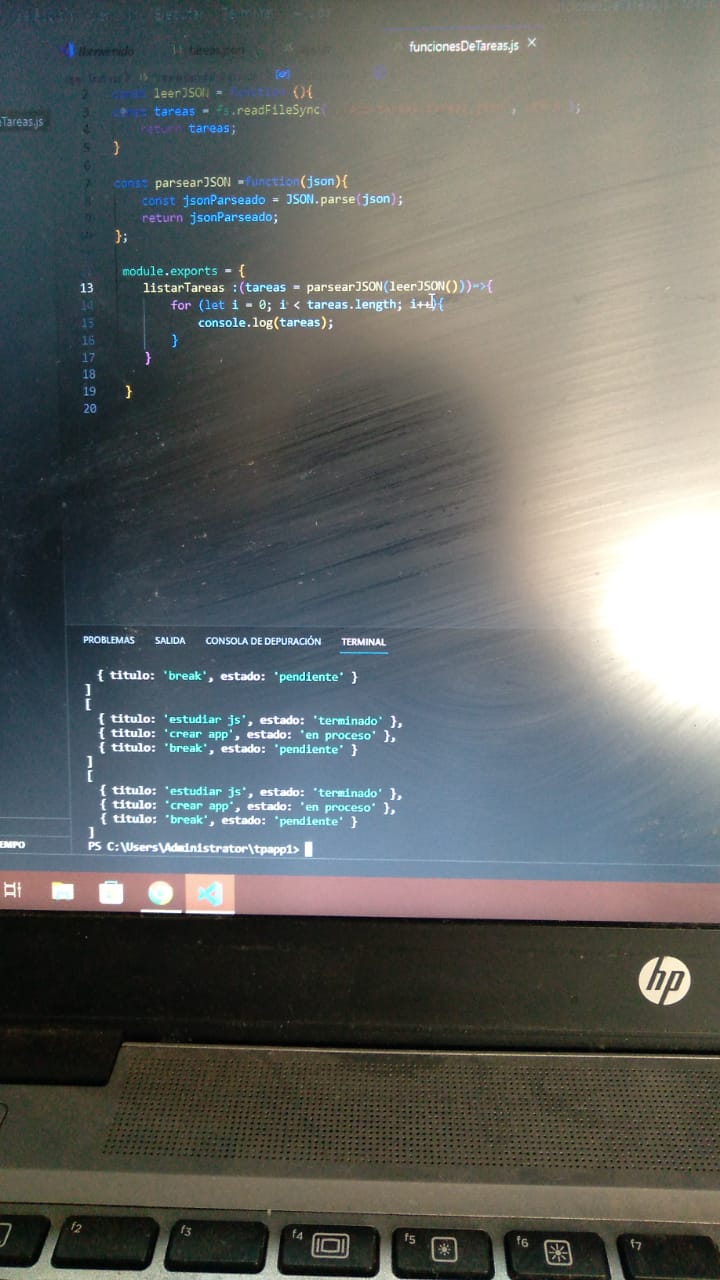 Bienvenido
tareas.json
funcionesDeTareas.js ×
Tareas.js
2 leerJSON = function (){
3 const tareas = fs.readFileSync( , );
4 return tareas;
5 }
6
7 const parsearJSON =function(json){
8 const jsonParseado = JSON.parse(json);
9 return jsonParseado;
10 };
module.exports = {
13 listarTareas :(tareas = parsearJSON(leerJSON()))=>{
14 for (let i = 0; i < tareas.length; i++){
15 console.log(tareas);
16 }
17 }
18
19 }
20
PROBLEMAS SALIDA CONSOLA DE DEPURACIÓN TERMINAL
{ titulo: 'break', estado: 'pendiente' }
]
[
{ titulo: 'estudiar js', estado: 'terminado' },
{ titulo: 'crear app', estado: 'en proceso' },
{ titulo: 'break', estado: 'pendiente' }
]
[
{ titulo: 'estudiar js', estado: 'terminado' },
{ titulo: 'crear app', estado: 'en proceso' },
{ titulo: 'break', estado: 'pendiente' }
]
EMPO
PS C:\Users\Administrator\tpapp1>
hp
f2 f3 f4 f5 f6 f7